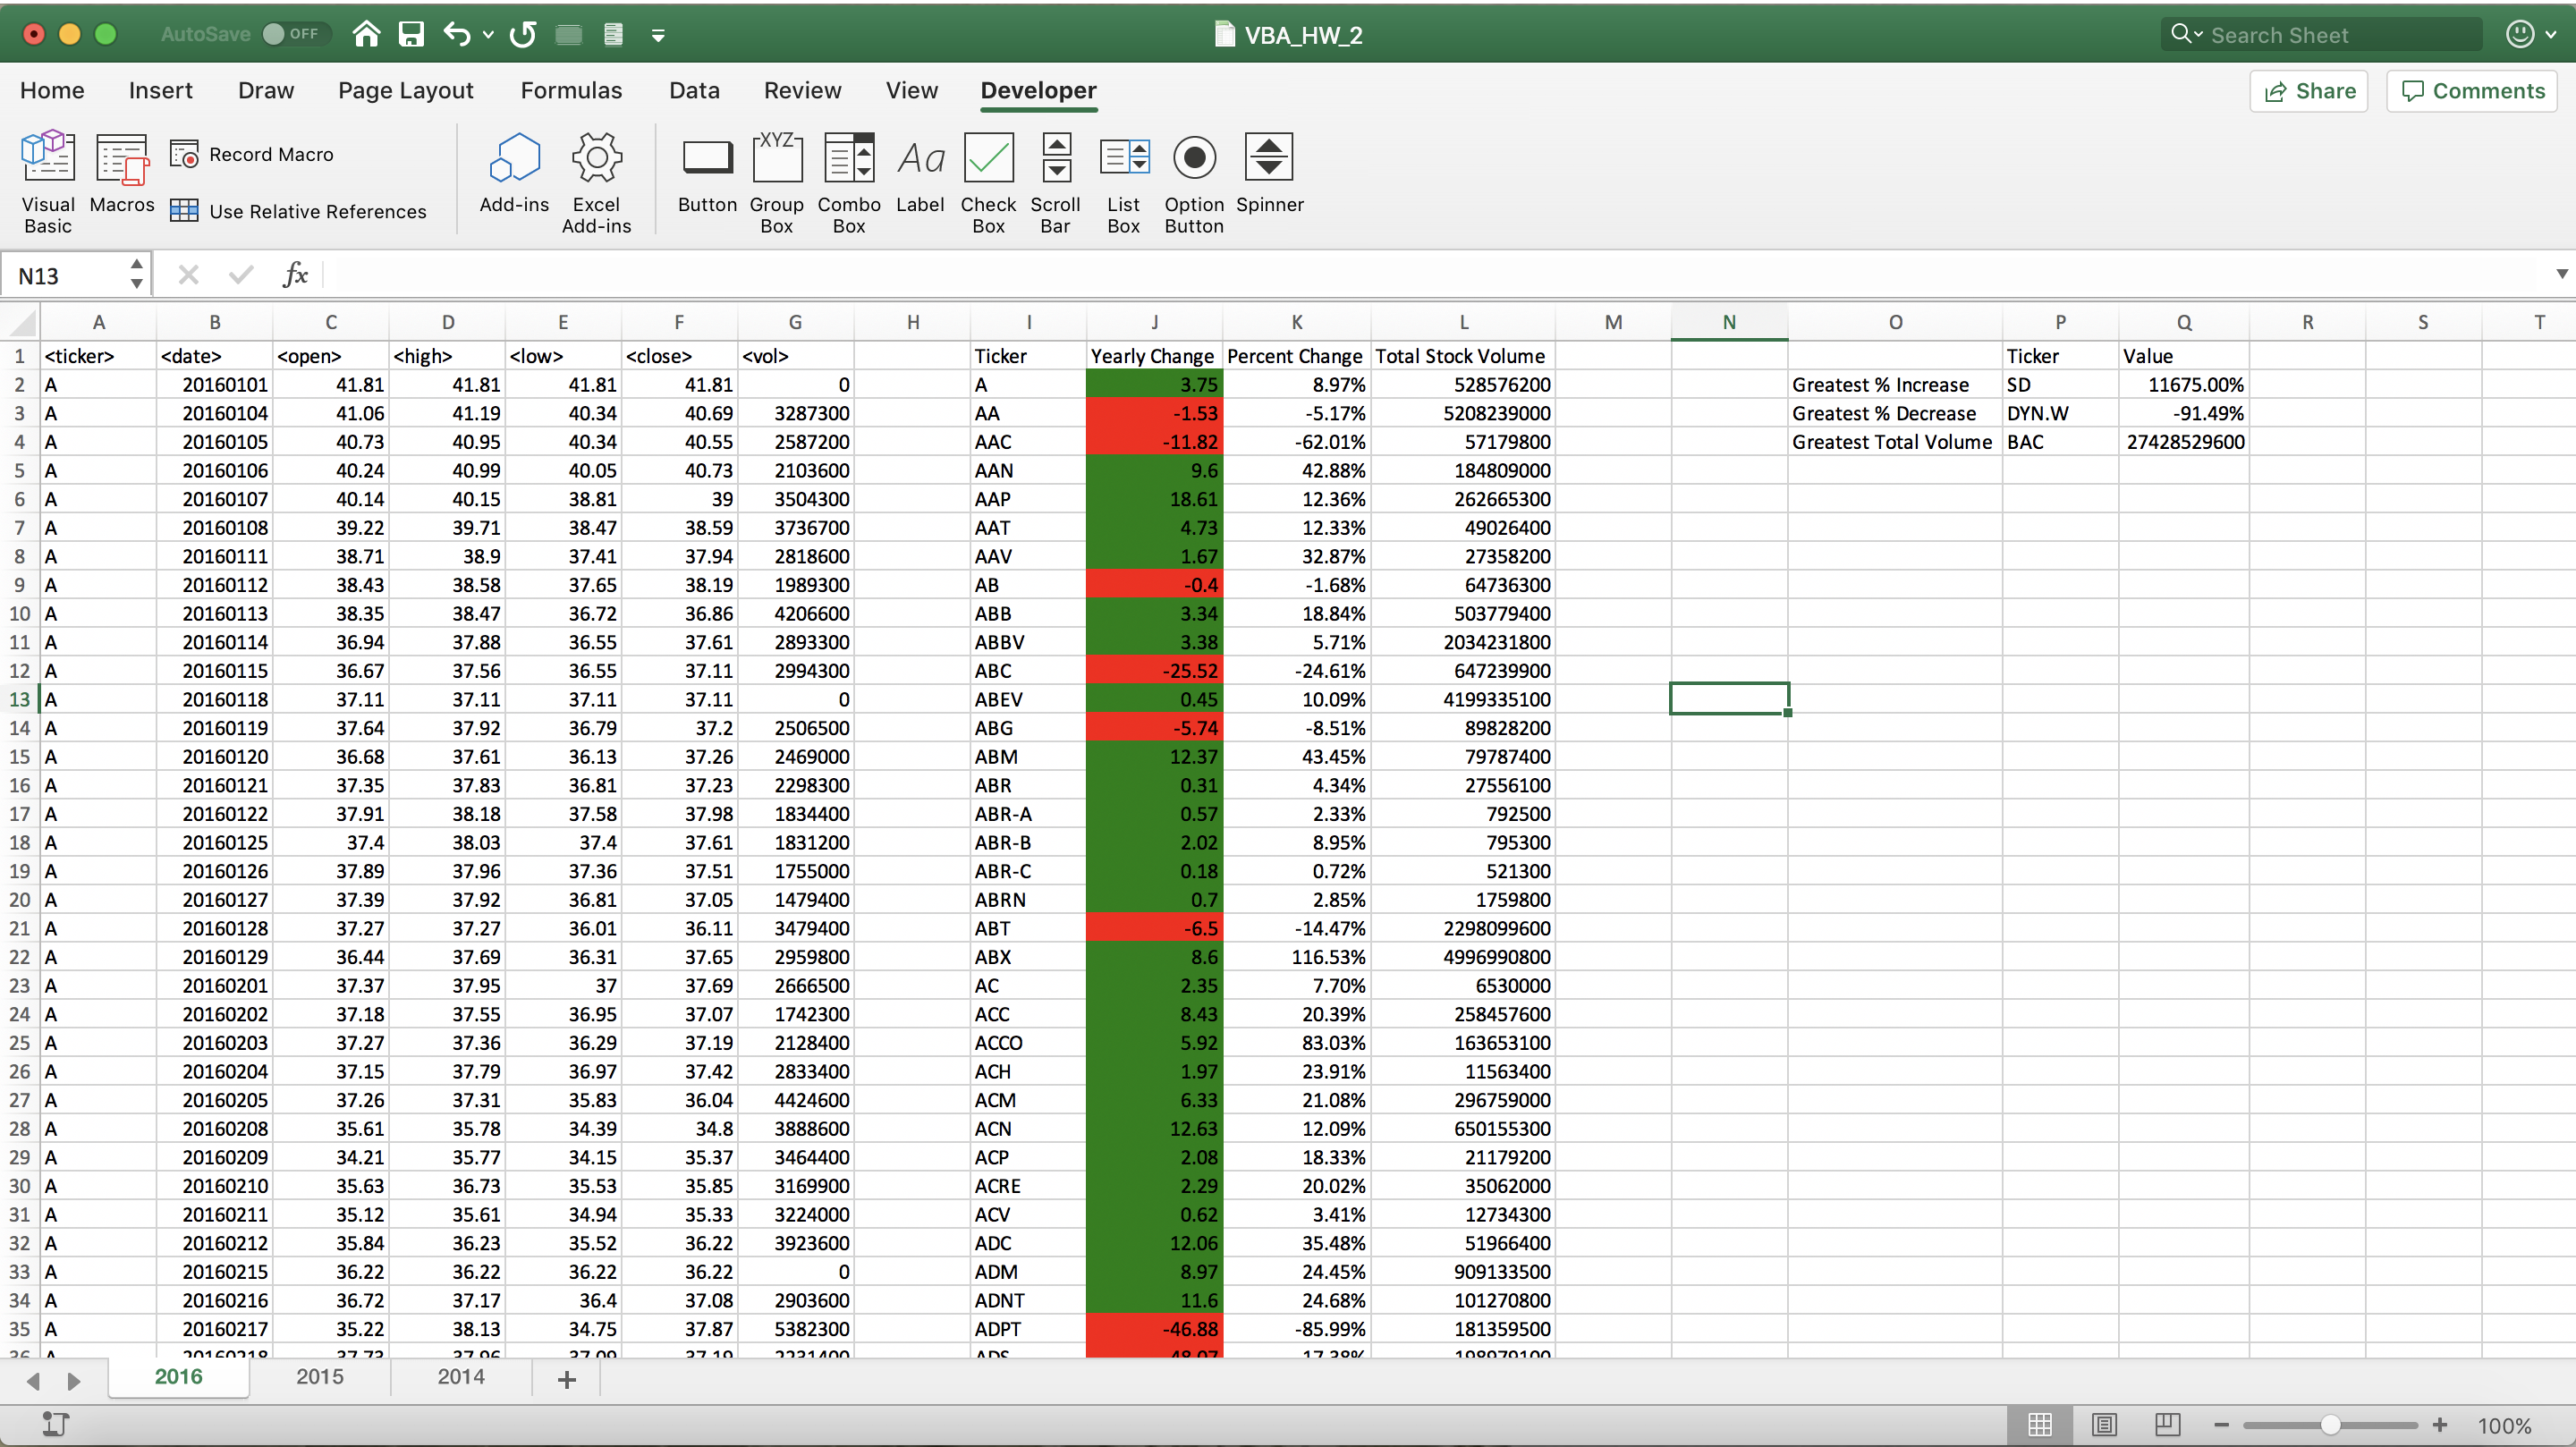 AutoSave OFF VBA_HW_2 Search Sheet
Home Insert Draw Page Layout Formulas Data Review View Developer Share Comments
Visual Basic Macros Record Macro Use Relative References Add-ins Excel Add-ins XYZ Button Group Box Combo Box Aa Label Check Box Scroll Bar List Box Option Button Spinner
N13 fx
A B C D E F G H I J K L M N O P Q R S T
1 <ticker> <date> <open> <high> <low> <close> <vol> Ticker Yearly Change Percent Change Total Stock Volume Ticker Value
2 A 20160101 41.81 41.81 41.81 41.81 0 A 3.75 8.97% 528576200 Greatest % Increase SD 11675.00%
3 A 20160104 41.06 41.19 40.34 40.69 3287300 AA -1.53 -5.17% 5208239000 Greatest % Decrease DYN.W -91.49%
4 A 20160105 40.73 40.95 40.34 40.55 2587200 AAC -11.82 -62.01% 57179800 Greatest Total Volume BAC 27428529600
5 A 20160106 40.24 40.99 40.05 40.73 2103600 AAN 9.6 42.88% 184809000
6 A 20160107 40.14 40.15 38.81 39 3504300 AAP 18.61 12.36% 262665300
7 A 20160108 39.22 39.71 38.47 38.59 3736700 AAT 4.73 12.33% 49026400
8 A 20160111 38.71 38.9 37.41 37.94 2818600 AAV 1.67 32.87% 27358200
9 A 20160112 38.43 38.58 37.65 38.19 1989300 AB -0.4 -1.68% 64736300
10 A 20160113 38.35 38.47 36.72 36.86 4206600 ABB 3.34 18.84% 503779400
11 A 20160114 36.94 37.88 36.55 37.61 2893300 ABBV 3.38 5.71% 2034231800
12 A 20160115 36.67 37.56 36.55 37.11 2994300 ABC -25.52 -24.61% 647239900
13 A 20160118 37.11 37.11 37.11 37.11 0 ABEV 0.45 10.09% 4199335100
14 A 20160119 37.64 37.92 36.79 37.2 2506500 ABG -5.74 -8.51% 89828200
15 A 20160120 36.68 37.61 36.13 37.26 2469000 ABM 12.37 43.45% 79787400
16 A 20160121 37.35 37.83 36.81 37.23 2298300 ABR 0.31 4.34% 27556100
17 A 20160122 37.91 38.18 37.58 37.98 1834400 ABR-A 0.57 2.33% 792500
18 A 20160125 37.4 38.03 37.4 37.61 1831200 ABR-B 2.02 8.95% 795300
19 A 20160126 37.89 37.96 37.36 37.51 1755000 ABR-C 0.18 0.72% 521300
20 A 20160127 37.39 37.92 36.81 37.05 1479400 ABRN 0.7 2.85% 1759800
21 A 20160128 37.27 37.27 36.01 36.11 3479400 ABT -6.5 -14.47% 2298099600
22 A 20160129 36.44 37.69 36.31 37.65 2959800 ABX 8.6 116.53% 4996990800
23 A 20160201 37.37 37.95 37 37.69 2666500 AC 2.35 7.70% 6530000
24 A 20160202 37.18 37.55 36.95 37.07 1742300 ACC 8.43 20.39% 258457600
25 A 20160203 37.27 37.36 36.29 37.19 2128400 ACCO 5.92 83.03% 163653100
26 A 20160204 37.15 37.79 36.97 37.42 2833400 ACH 1.97 23.91% 11563400
27 A 20160205 37.26 37.31 35.83 36.04 4424600 ACM 6.33 21.08% 296759000
28 A 20160208 35.61 35.78 34.39 34.8 3888600 ACN 12.63 12.09% 650155300
29 A 20160209 34.21 35.77 34.15 35.37 3464400 ACP 2.08 18.33% 21179200
30 A 20160210 35.63 36.73 35.53 35.85 3169900 ACRE 2.29 20.02% 35062000
31 A 20160211 35.12 35.61 34.94 35.33 3224000 ACV 0.62 3.41% 12734300
32 A 20160212 35.84 36.23 35.52 36.22 3923600 ADC 12.06 35.48% 51966400
33 A 20160215 36.22 36.22 36.22 36.22 0 ADM 8.97 24.45% 909133500
34 A 20160216 36.72 37.17 36.4 37.08 2903600 ADNT 11.6 24.68% 101270800
35 A 20160217 35.22 38.13 34.75 37.87 5382300 ADPT -46.88 -85.99% 181359500
2016 2015 2014
100%